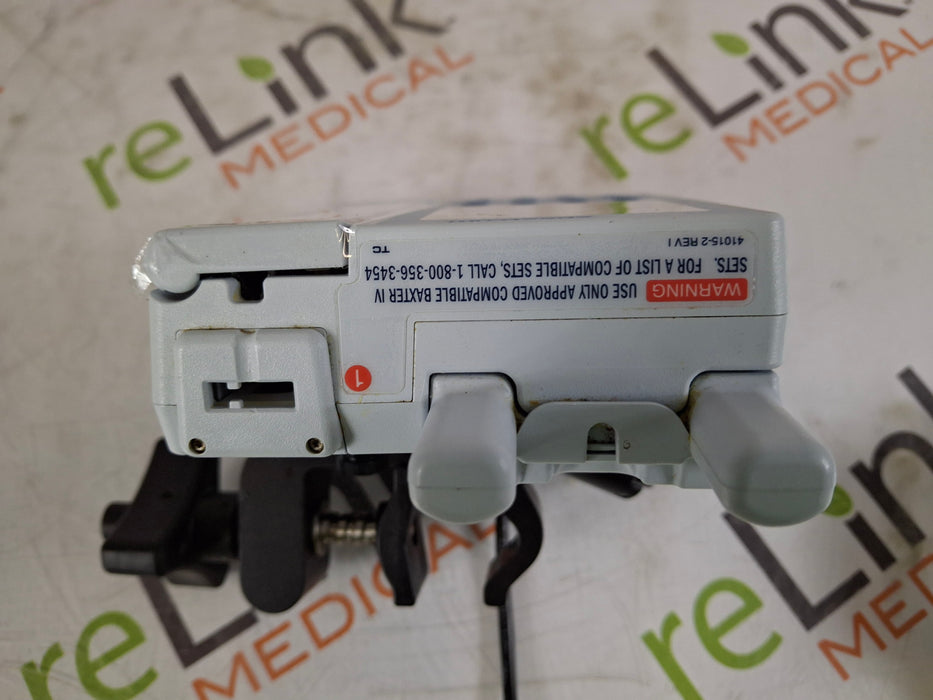 reLink
MEDICAL
reLink
MEDICAL
WARNING USE ONLY APPROVED COMPATIBLE BAXTER IV
SETS. FOR A LIST OF COMPATIBLE SETS, CALL 1-800-356-3454
41015-2 REV I
TC
1
reLink
MEDICAL
reLink
MEDICAL